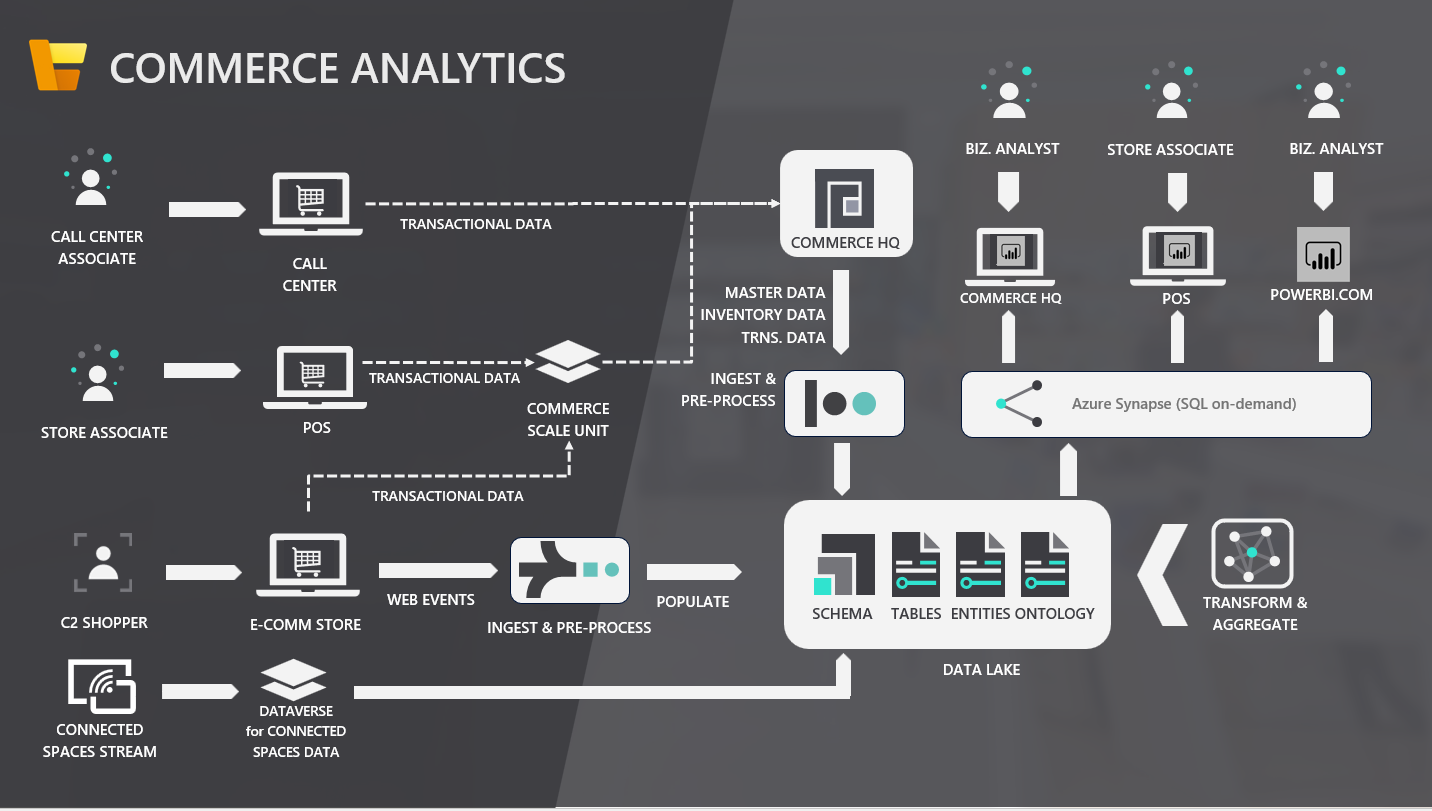 COMMERCE ANALYTICS
CALL CENTER
ASSOCIATE
CALL
CENTER
TRANSACTIONAL DATA
COMMERCE HQ
MASTER DATA
INVENTORY DATA
TRNS. DATA
INGEST &
PRE-PROCESS
STORE ASSOCIATE
POS
TRANSACTIONAL DATA
COMMERCE
SCALE UNIT
TRANSACTIONAL DATA
C2 SHOPPER
E-COMM STORE
WEB EVENTS
INGEST & PRE-PROCESS
POPULATE
CONNECTED
SPACES STREAM
DATAVERSE
for CONNECTED
SPACES DATA
BIZ. ANALYST
STORE ASSOCIATE
BIZ. ANALYST
COMMERCE HQ
POS
POWERBI.COM
Azure Synapse (SQL on-demand)
SCHEMA
TABLES
ENTITIES
ONTOLOGY
DATA LAKE
TRANSFORM &
AGGREGATE